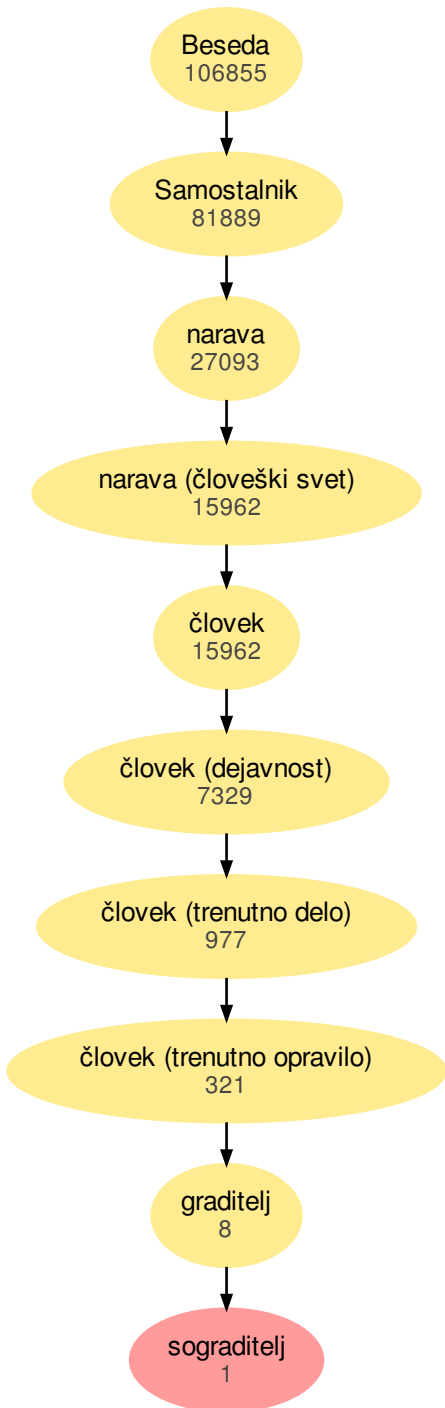 Beseda
106855
Samostalnik
81889
narava
27093
narava (človeški svet)
15962
človek
15962
človek (dejavnost)
7329
človek (trenutno delo)
977
človek (trenutno opravilo)
321
graditelj
8
sograditelj
1